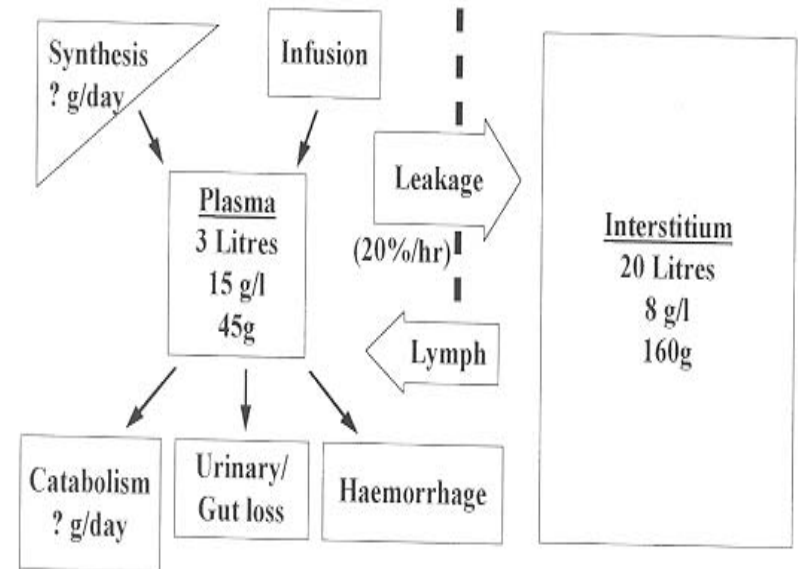 Synthesis
? g/day
Infusion
Plasma
3 Litres
15 g/l
45g
Leakage
(20%/hr)
Lymph
Interstitium
20 Litres
8 g/l
160g
Catabolism
? g/day
Urinary/
Gut loss
Haemorrhage